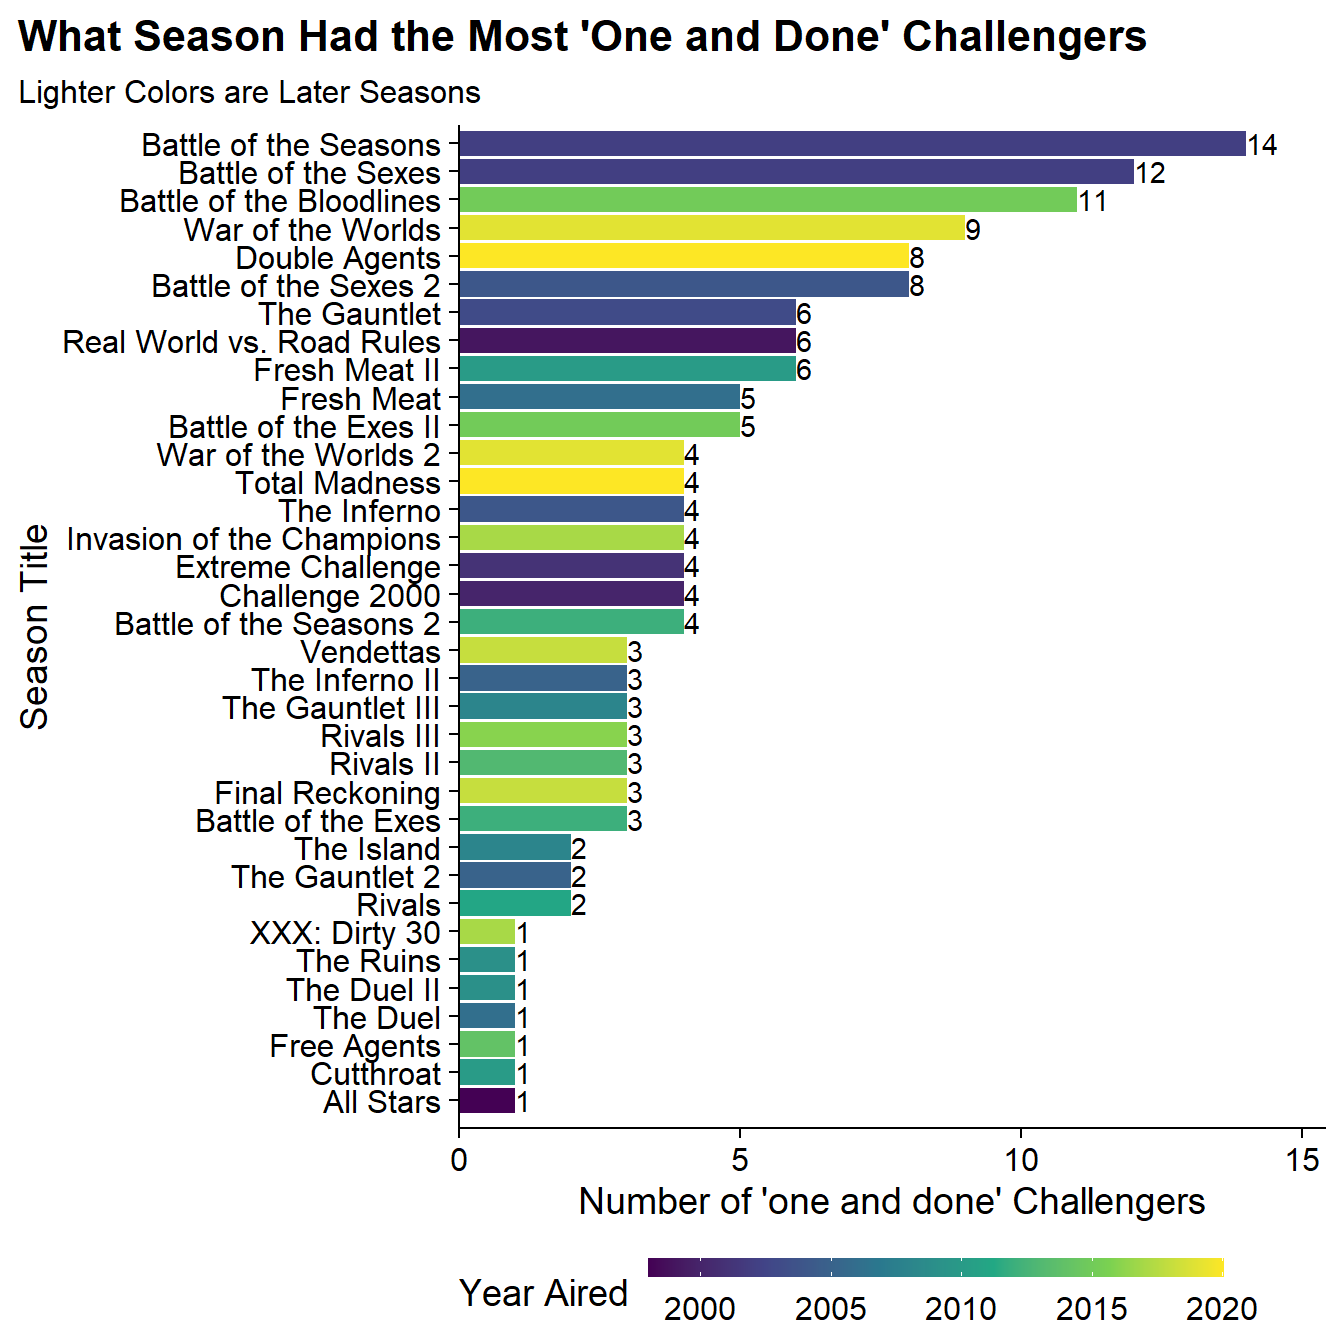 What Season Had the Most 'One and Done' Challengers
Lighter Colors are Later Seasons
Season Title
Battle of the Seasons 14
Battle of the Sexes 12
Battle of the Bloodlines 11
War of the Worlds 9
Double Agents 8
Battle of the Sexes 2 8
The Gauntlet 6
Real World vs. Road Rules 6
Fresh Meat II 6
Fresh Meat 5
Battle of the Exes II 5
War of the Worlds 2 4
Total Madness 4
The Inferno 4
Invasion of the Champions 4
Extreme Challenge 4
Challenge 2000 4
Battle of the Seasons 2 4
Vendettas 3
The Inferno II 3
The Gauntlet III 3
Rivals III 3
Rivals II 3
Final Reckoning 3
Battle of the Exes 3
The Island 2
The Gauntlet 2 2
Rivals 2
XXX: Dirty 30 1
The Ruins 1
The Duel II 1
The Duel 1
Free Agents 1
Cutthroat 1
All Stars 1
0 5 10 15
Number of 'one and done' Challengers
Year Aired
2000 2005 2010 2015 2020